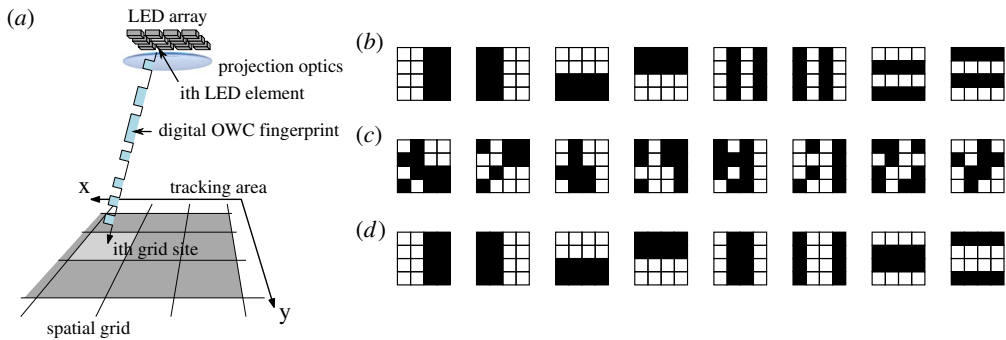 (a)
LED array
projection optics
ith LED element
digital OWC fingerprint
x
tracking area
ith grid site
y
spatial grid
(b)
(c)
(d)